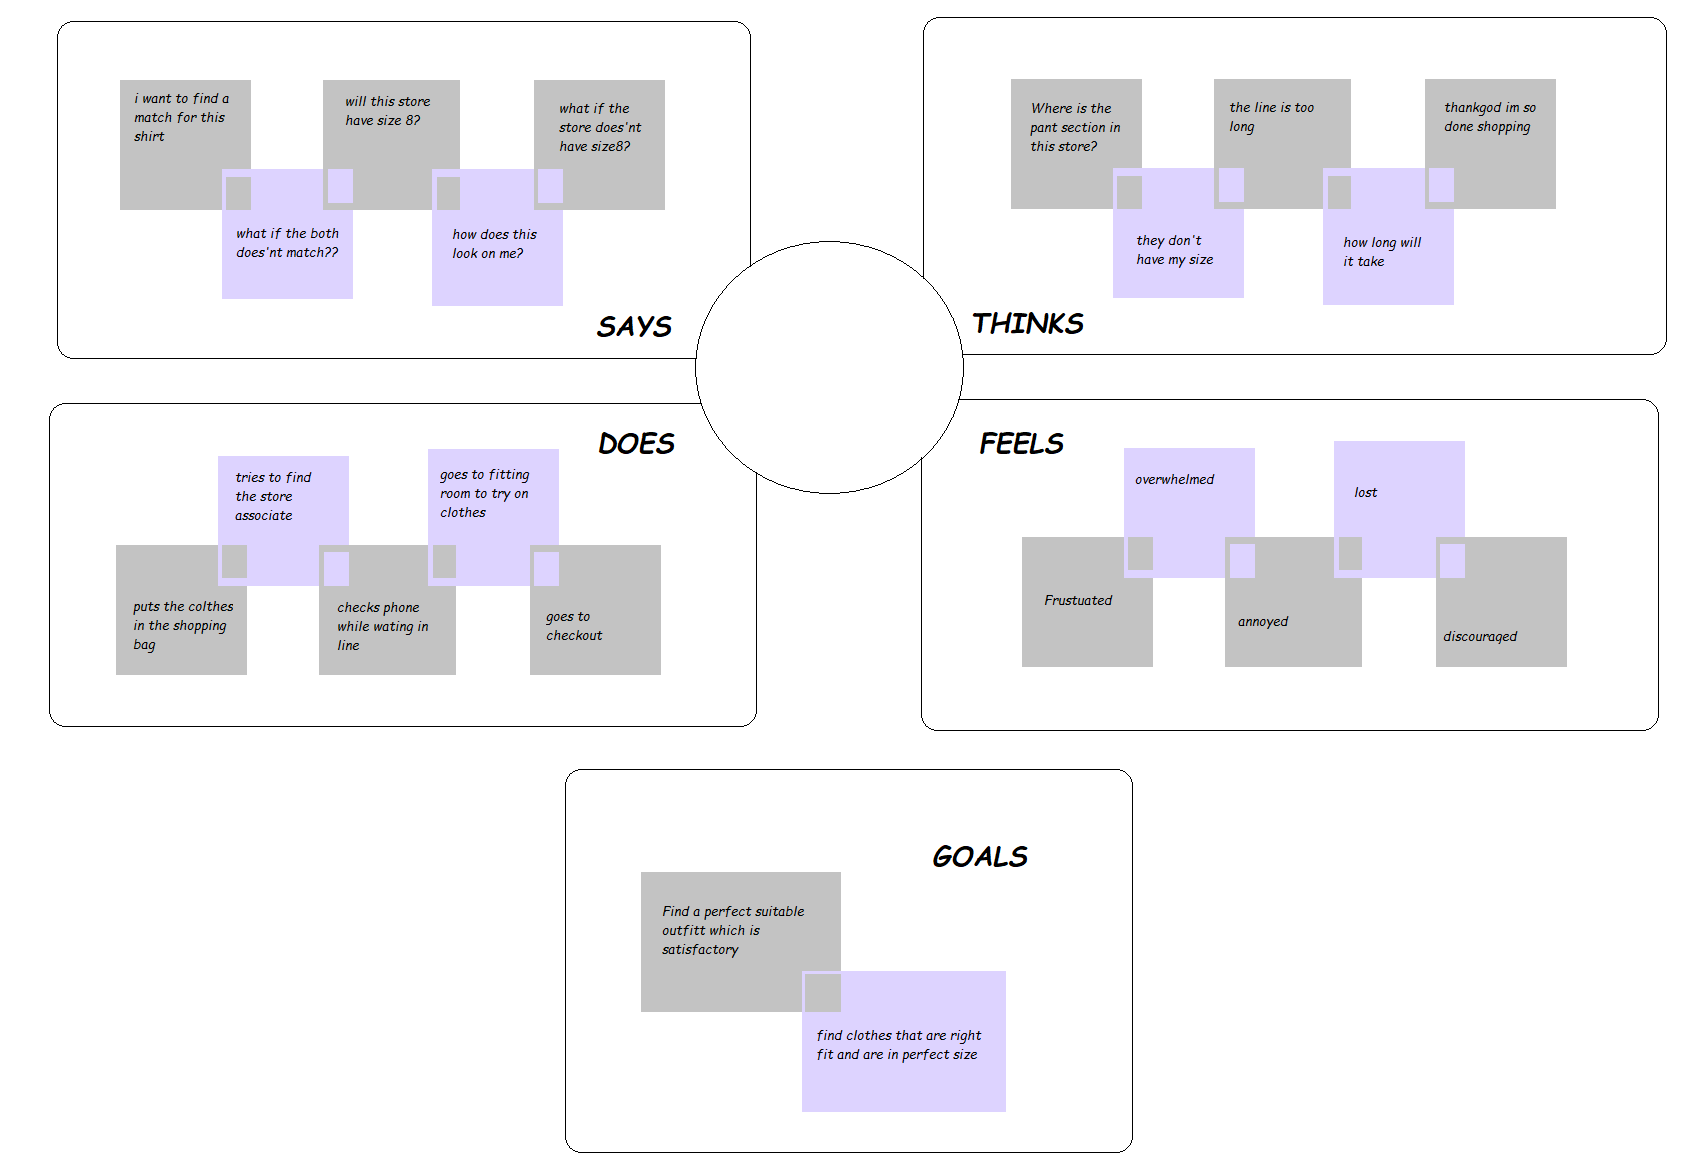 i want to find a
match for this
shirt
will this store
have size 8?
what if the
store does'nt
have size8?
what if the both
does'nt match??
how does this
look on me?
SAYS
Where is the
pant section in
this store?
the line is too
long
thankgod im so
done shopping
they don't
have my size
how long will
it take
THINKS
DOES
tries to find
the store
associate
goes to fitting
room to try on
clothes
puts the colthes
in the shopping
bag
checks phone
while wating in
line
goes to
checkout
FEELS
overwhelmed
lost
Frustuated
annoyed
discouraged
GOALS
Find a perfect suitable
outfitt which is
satisfactory
find clothes that are right
fit and are in perfect size